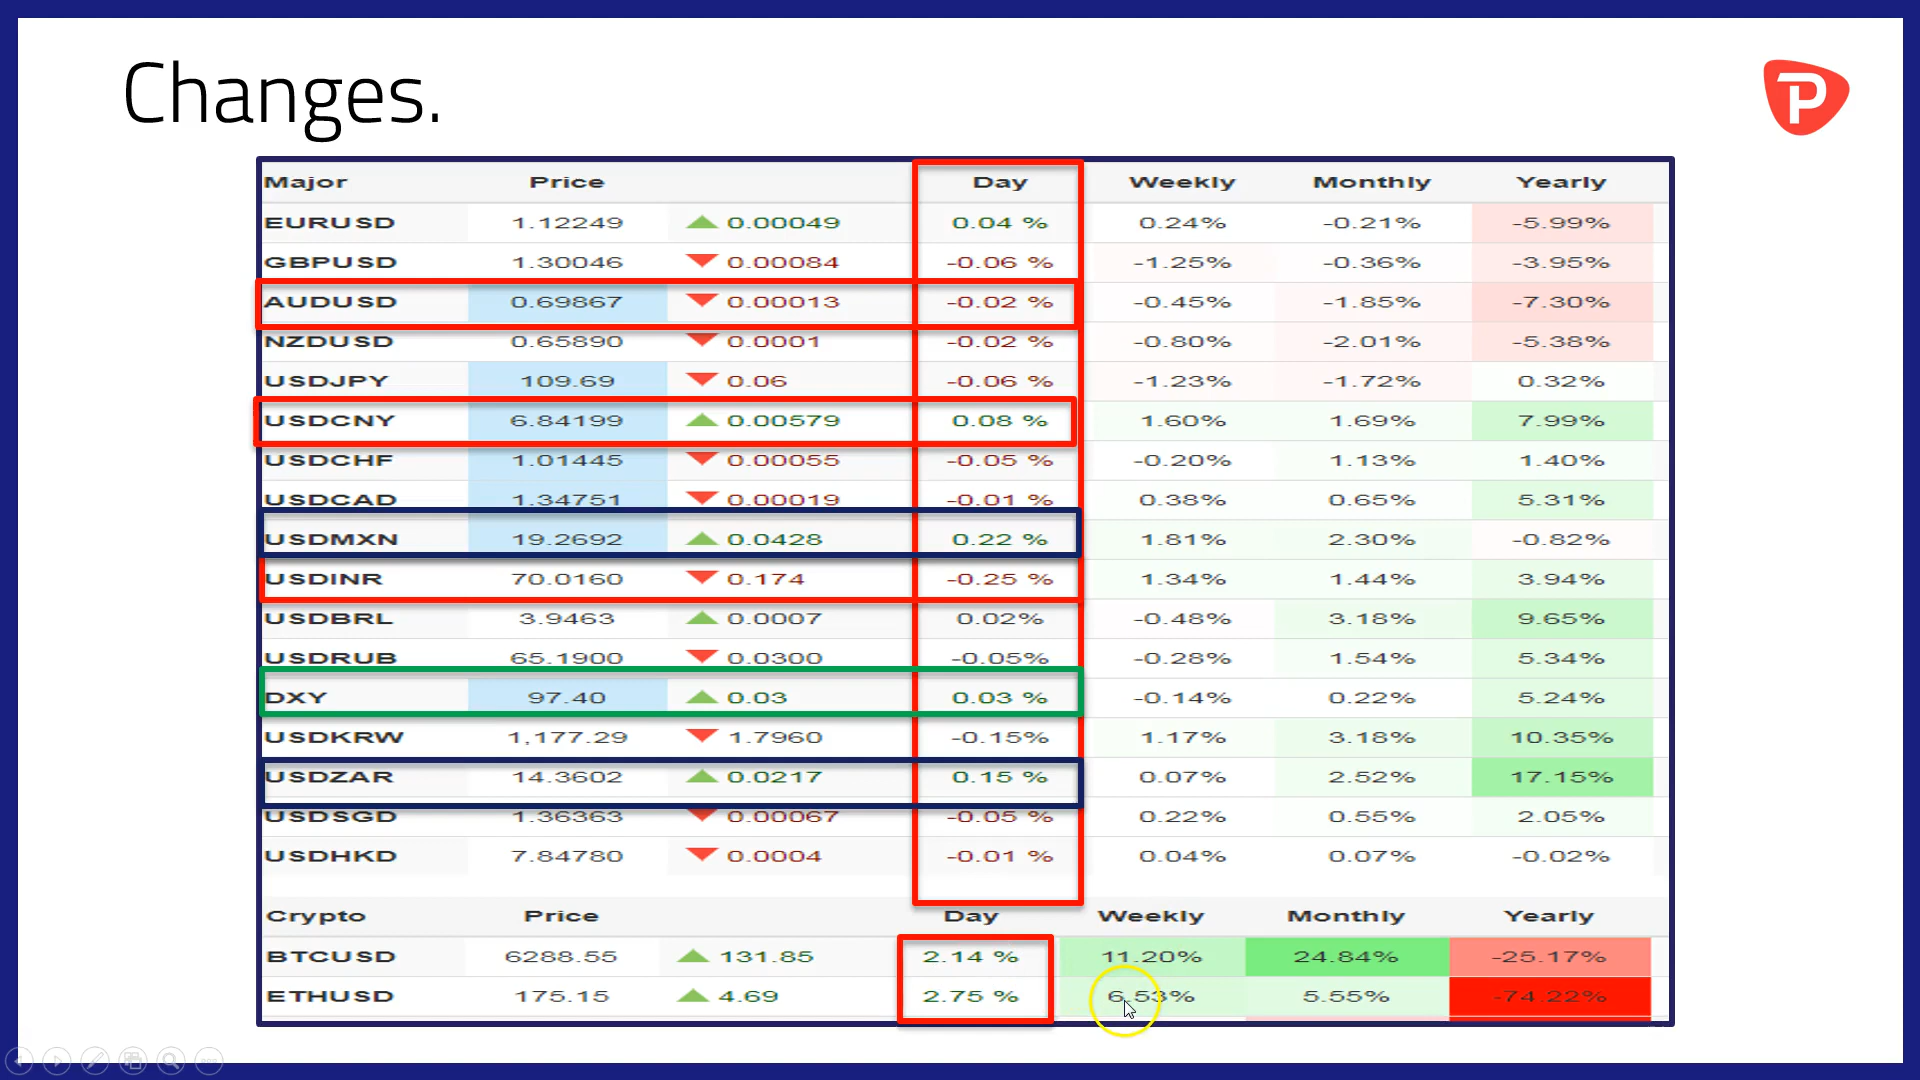 Changes.
P
Major Price Day Weekly Monthly Yearly
EURUSD 1.12249 0.00049 0.04 % 0.24% -0.21% -5.99%
GBPUSD 1.30046 0.00084 -0.06 % -1.25% -0.36% -3.95%
AUDUSD 0.69867 0.00013 -0.02 % -0.45% -1.85% -7.30%
NZDUSD 0.65890 0.0001 -0.02 % -0.80% -2.01% -5.38%
USDJPY 109.69 0.06 -0.06 % -1.23% -1.72% 0.32%
USDCNY 6.84199 0.00579 0.08 % 1.60% 1.69% 7.99%
USDCHF 1.01445 0.00055 -0.05 % -0.20% 1.13% 1.40%
USDCAD 1.34751 0.00019 -0.01 % 0.38% 0.65% 5.31%
USDMXN 19.2692 0.0428 0.22 % 1.81% 2.30% -0.82%
USDINR 70.0160 0.174 -0.25 % 1.34% 1.44% 3.94%
USDBRL 3.9463 0.0007 0.02% -0.48% 3.18% 9.65%
USDRUB 65.1900 0.0300 -0.05% -0.28% 1.54% 5.34%
DXY 97.40 0.03 0.03 % -0.14% 0.22% 5.24%
USDKRW 1,177.29 1.7960 -0.15% 1.17% 3.18% 10.35%
USDZAR 14.3602 0.0217 0.15 % 0.07% 2.52% 17.15%
USDSGD 1.36363 0.00067 -0.05 % 0.22% 0.55% 2.05%
USDHKD 7.84780 0.0004 -0.01 % 0.04% 0.07% -0.02%
Crypto Price Day Weekly Monthly Yearly
BTCUSD 6288.55 131.85 2.14 % 11.20% 24.84% -25.17%
ETHUSD 175.15 4.69 2.75 % 6.53% 5.55% -74.22%